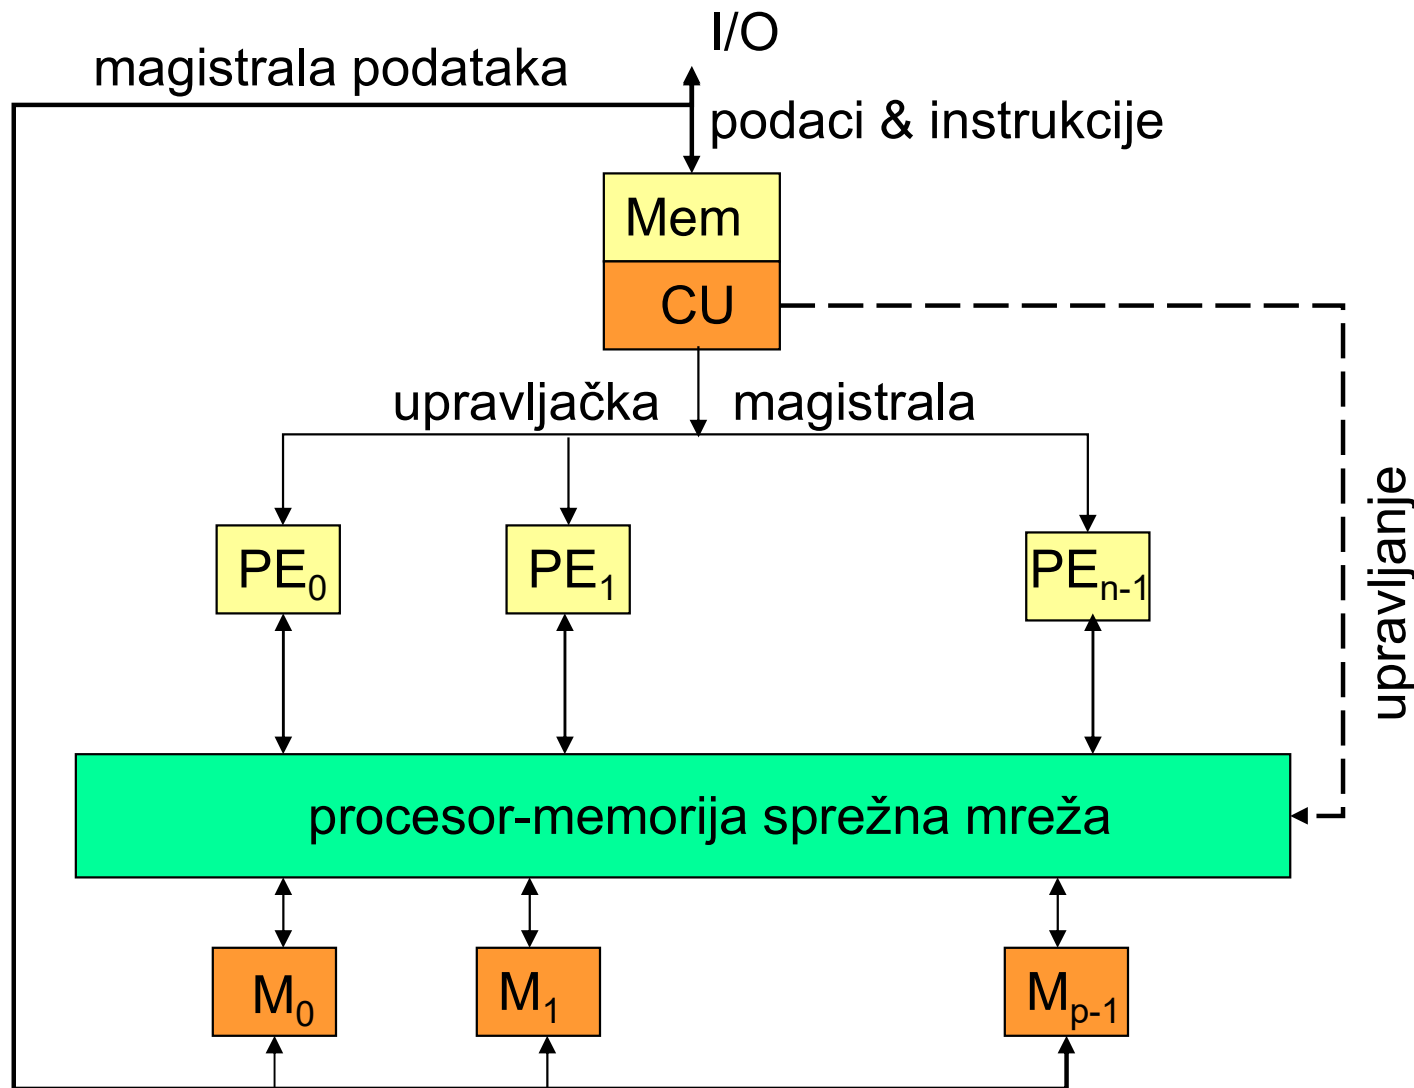 I/O
magistrala podataka
podaci & instrukcije
Mem
CU
upravljačka magistrala
upravljanje
PE0
PE1
PEn-1
procesor-memorija sprežna mreža
M0
M1
Mp-1